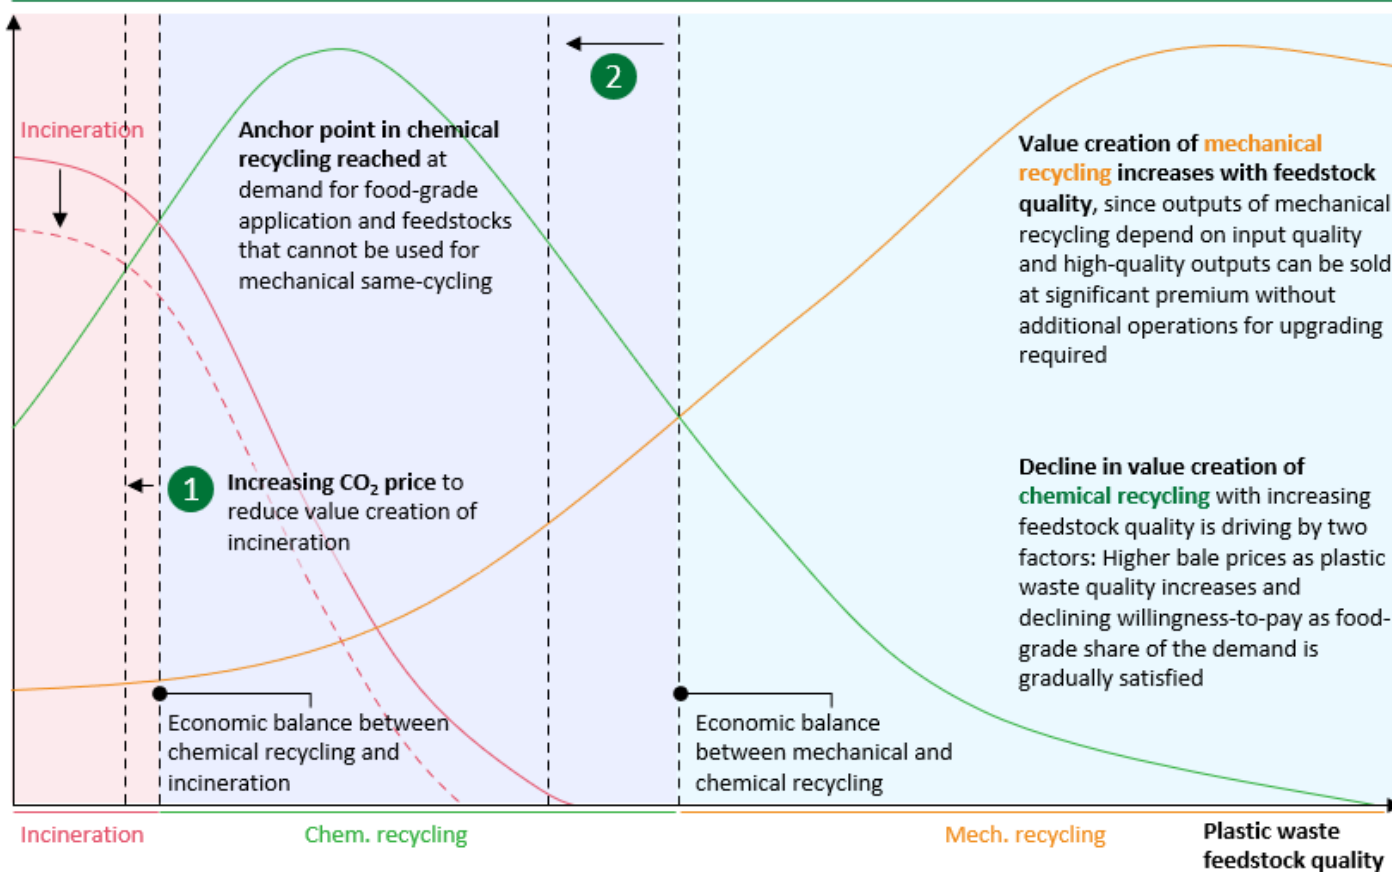 2
Incineration
Anchor point in chemical
recycling reached at
demand for food-grade
application and feedstocks
that cannot be used for
mechanical same-cycling
Value creation of mechanical
recycling increases with feedstock
quality, since outputs of mechanical
recycling depend on input quality
and high-quality outputs can be sold
at significant premium without
additional operations for upgrading
required
1
Increasing CO₂ price to
reduce value creation of
incineration
Decline in value creation of
chemical recycling with increasing
feedstock quality is driving by two
factors: Higher bale prices as plastic
waste quality increases and
declining willingness-to-pay as food-
grade share of the demand is
gradually satisfied
Economic balance between
chemical recycling and
incineration
Economic balance
between mechanical and
chemical recycling
Incineration
Chem. recycling
Mech. recycling
Plastic waste
feedstock quality